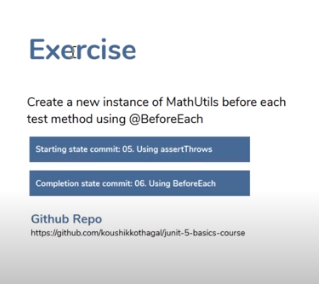 Exercise
Create a new instance of MathUtils before each
test method using @BeforeEach
Starting state commit: 05. Using assertThrows
Completion state commit: 06. Using BeforeEach
Github Repo
https://github.com/koushikkothagal/junit-5-basics-course